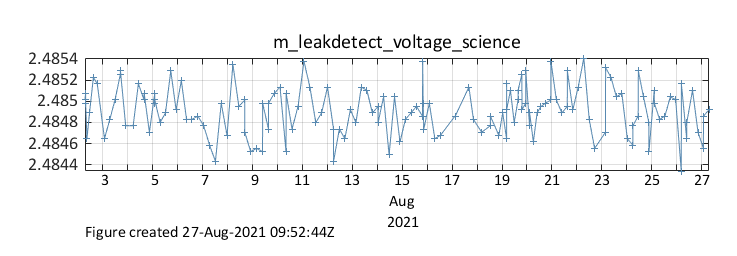 m_leakdetect_voltage_science
2.4854
2.4852
2.485
2.4848
2.4846
2.4844
3 5 7 9 11 13 15 17 19 21 23 25 27
Aug
2021
Figure created 27-Aug-2021 09:52:44Z